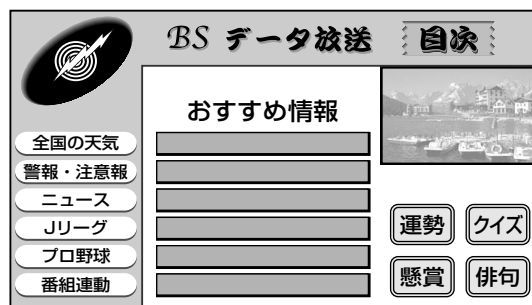 BS データ放送 目次
おすすめ情報
全国の天気
警報・注意報
ニュース
Jリーグ
プロ野球
番組連動
運勢 クイズ
懸賞 俳句